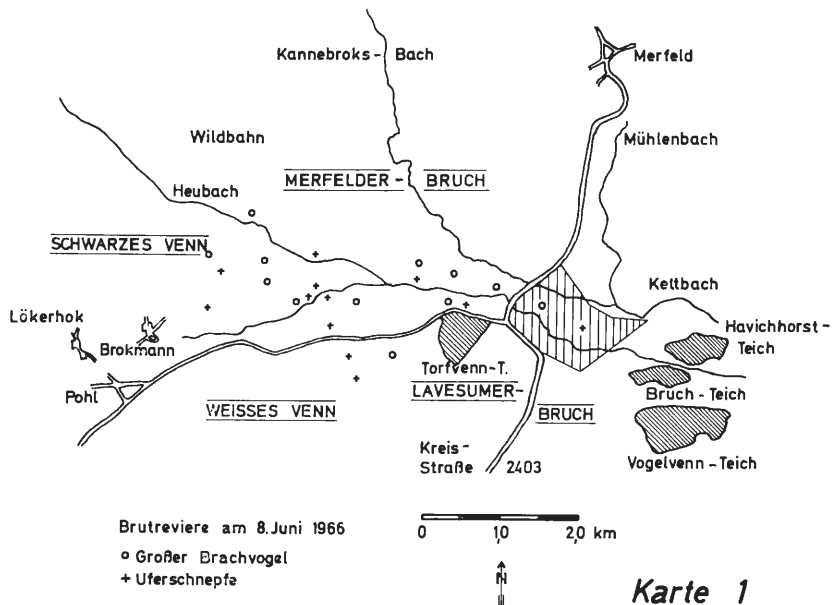 Kannebroks - Bach
Merfeld
Wildbahn
Mühlenbach
Heubach
MERFELDER - BRUCH
SCHWARZES VENN
Kettbach
Lökerhok
Brokmann
Havichhorst -
Teich
Torfvenn-T.
Pohl
LAVESUMER -
BRUCH
Bruch - Teich
WEISSES VENN
Kreis -
Straße 2403
Vogelvenn - Teich
Brutreviere am 8. Juni 1966
o Großer Brachvogel
+ Uferschnepfe
0 1,0 2,0 km
N
Karte 1